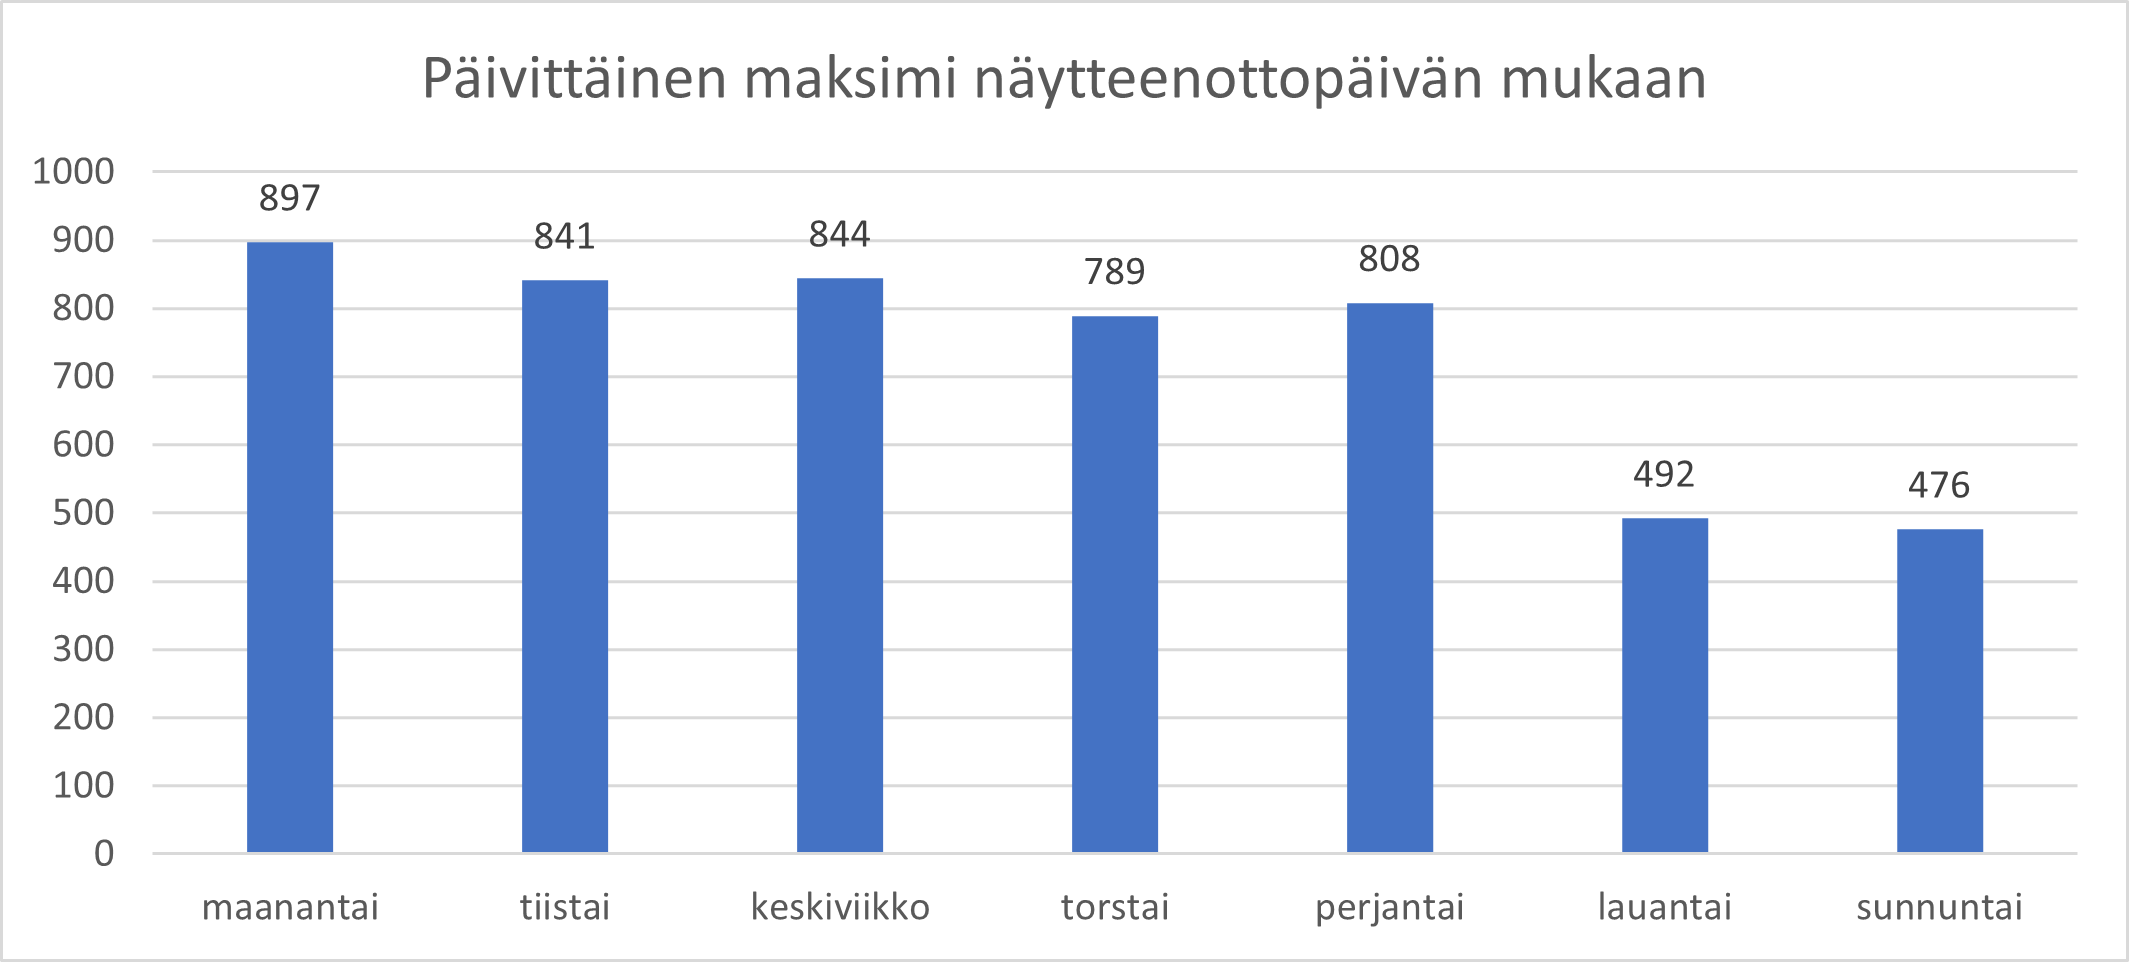 Päivittäinen maksimi näytteenottopäivän mukaan
1000
900
800
700
600
500
400
300
200
100
0
897
841
844
789
808
492
476
maanantai
tiistai
keskiviikko
torstai
perjantai
lauantai
sunnuntai